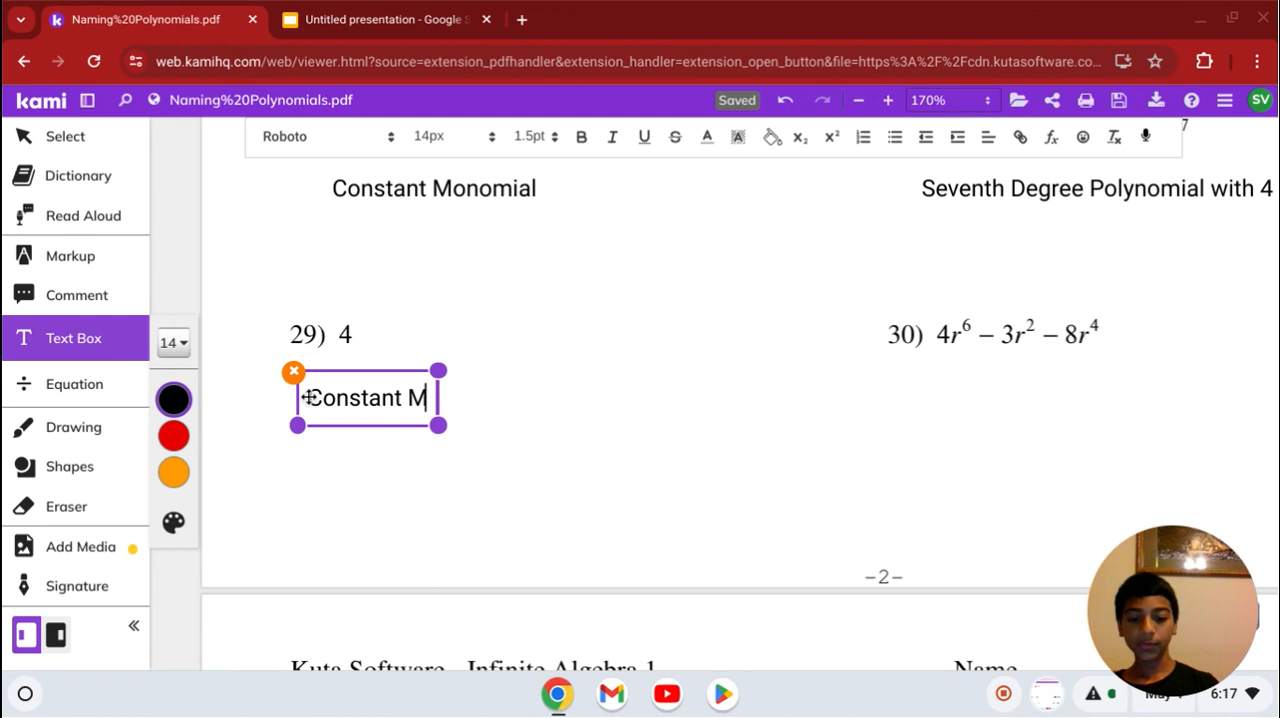 Naming%20Polynomials.pdf
Untitled presentation - Google S
web.kamihq.com/web/viewer.html?source=extension_pdfhandler&extension_handler=extension_open_button&file=https%3A%2F%2Fcdn.kutasoftware.co...
kami
Naming%20Polynomials.pdf
Saved
170%
SV
Select
Roboto
14px
1.5pt
7
Dictionary
Constant Monomial
Seventh Degree Polynomial with 4
Read Aloud
Markup
Comment
Text Box
14
29) 4
30) 4r⁶ − 3r² − 8r⁴
Equation
Constant M
Drawing
Shapes
Eraser
Add Media
Signature
−2−
Kuta Software Infinite Algebra 1
Name
6:17